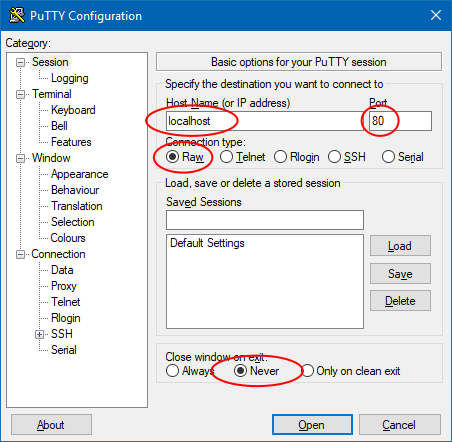 PuTTY Configuration
Category:
Session
Logging
Terminal
Keyboard
Bell
Features
Window
Appearance
Behaviour
Translation
Selection
Colours
Connection
Data
Proxy
Telnet
Rlogin
SSH
Serial
Basic options for your PuTTY session
Specify the destination you want to connect to
Host Name (or IP address) Port
localhost 80
Connection type:
Raw Telnet Rlogin SSH Serial
Load, save or delete a stored session
Saved Sessions
Default Settings
Load
Save
Delete
Close window on exit:
Always Never Only on clean exit
About Open Cancel